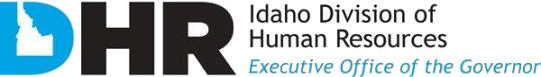 DHR
Idaho Division of
Human Resources
Executive Office of the Governor